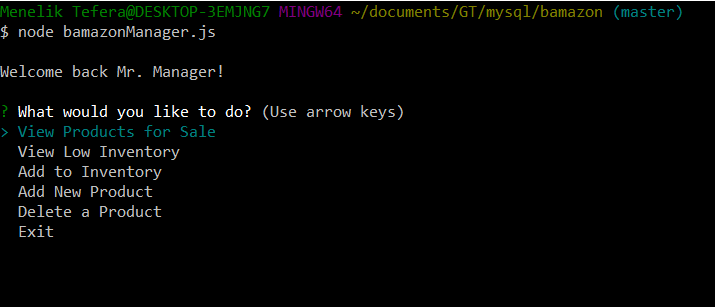 Menelik Tefera@DESKTOP-3EMJNG7 MINGW64 ~/documents/GT/mysql/bamazon (master)
$ node bamazonManager.js
Welcome back Mr. Manager!
? What would you like to do? (Use arrow keys)
> View Products for Sale
View Low Inventory
Add to Inventory
Add New Product
Delete a Product
Exit